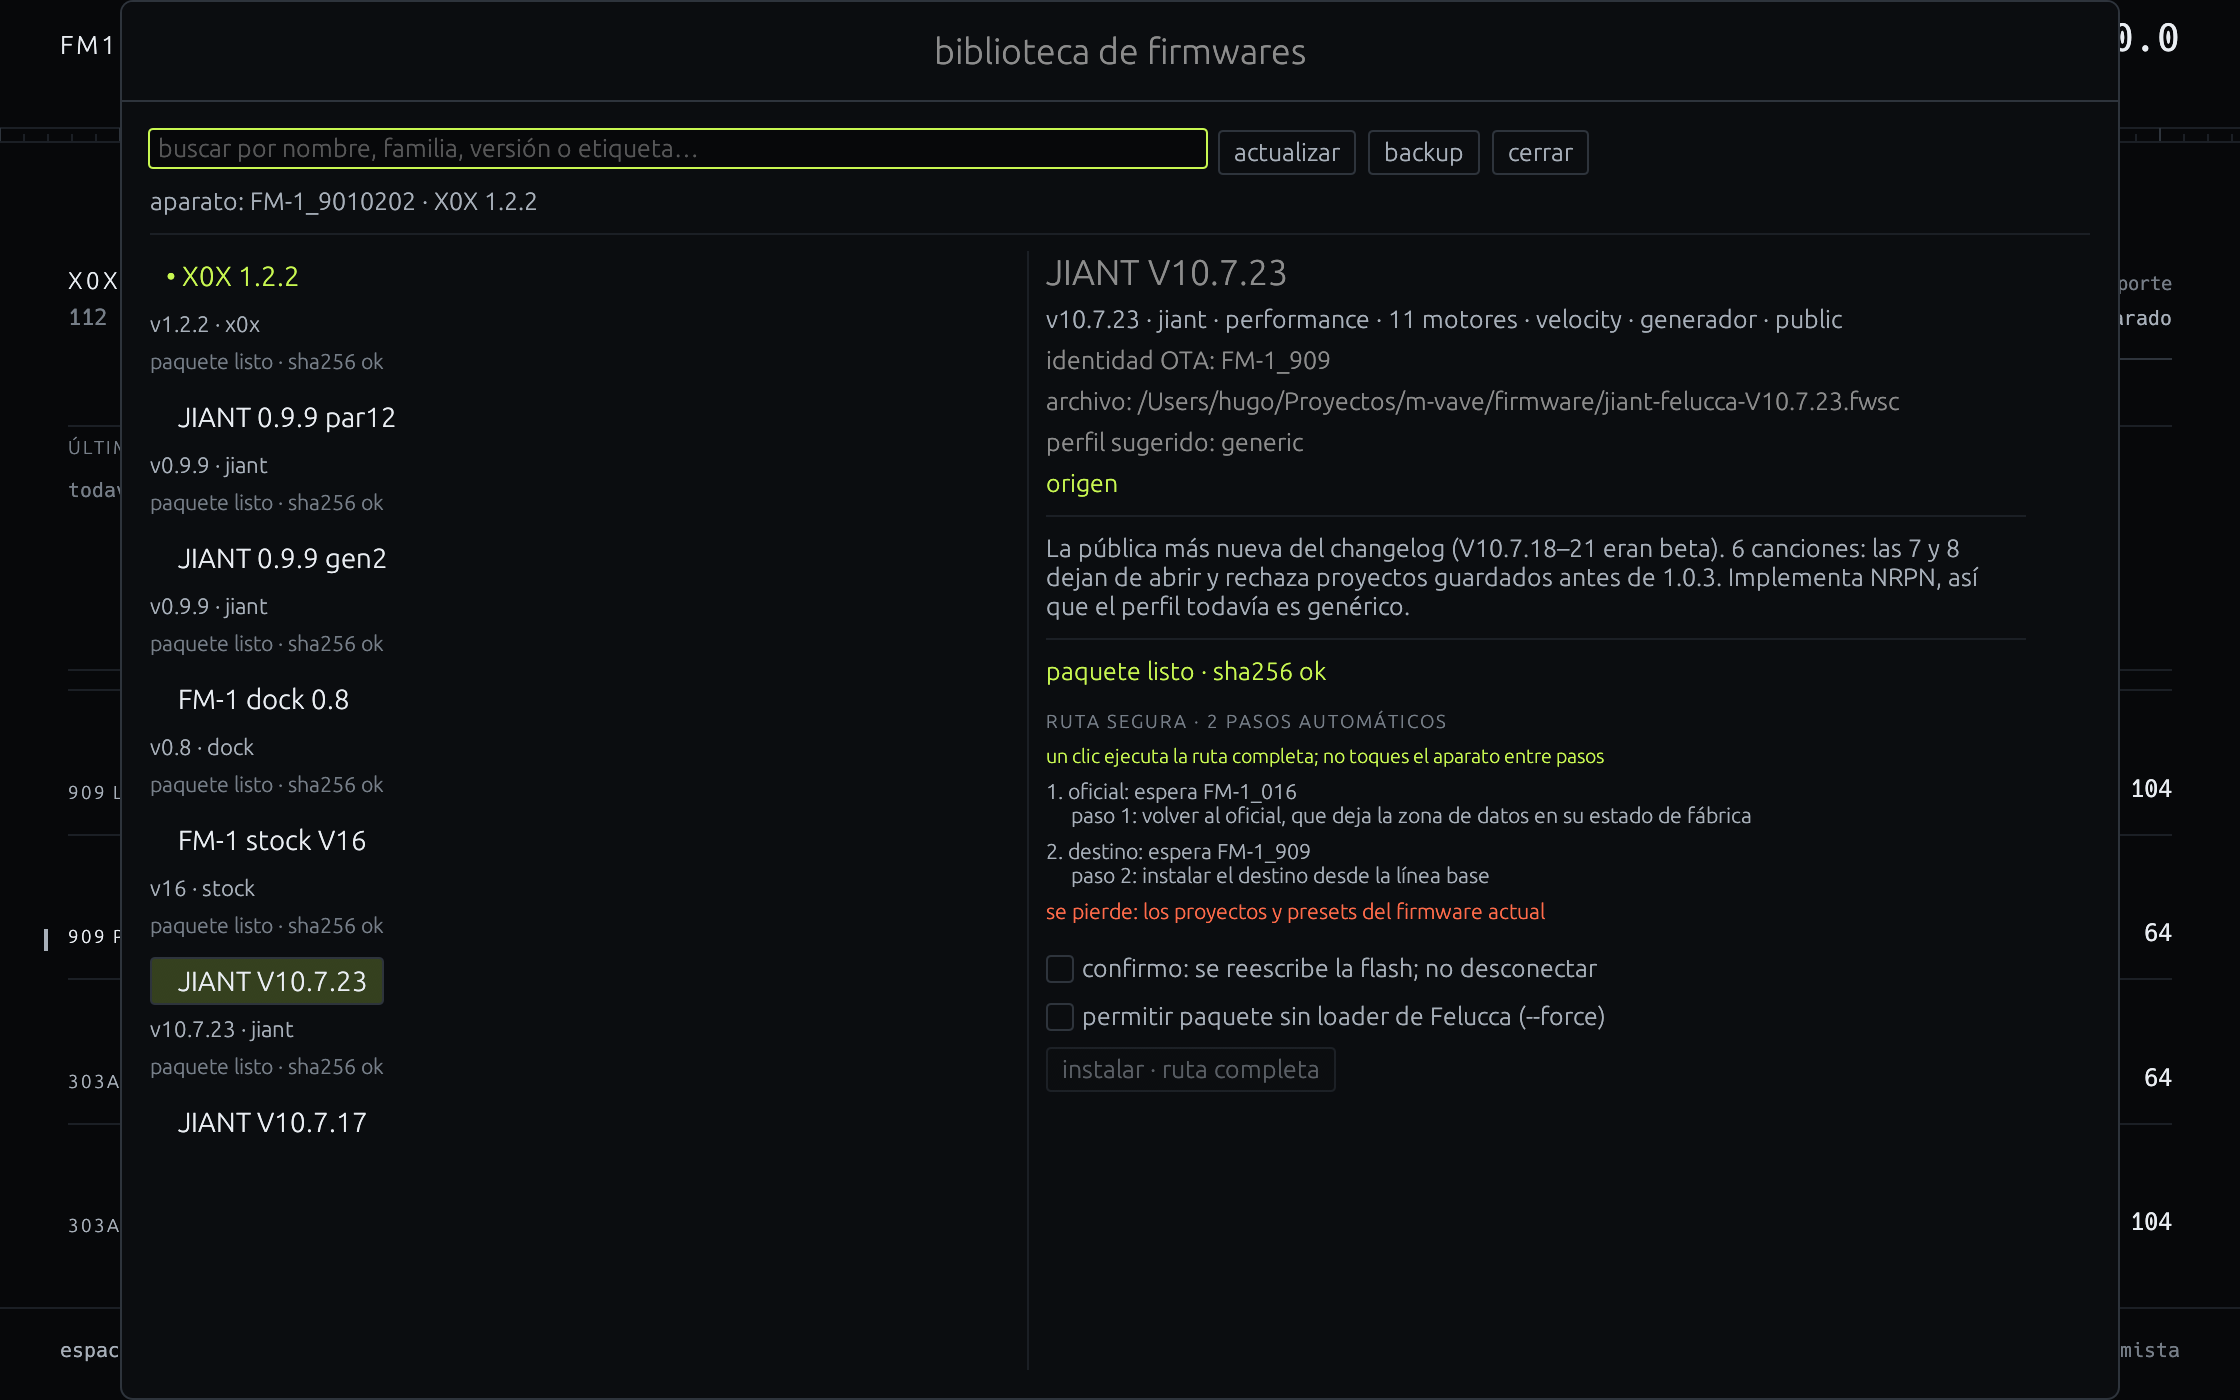 FM1
biblioteca de firmwares
0.0
buscar por nombre, familia, versión o etiqueta...
actualizar
backup
cerrar
aparato: FM-1_9010202 · X0X 1.2.2
X0X
112
ÚLTIM
todav
909 L
909 F
303A
303A
espac
• X0X 1.2.2
v1.2.2 · x0x
paquete listo · sha256 ok
JIANT 0.9.9 par12
v0.9.9 · jiant
paquete listo · sha256 ok
JIANT 0.9.9 gen2
v0.9.9 · jiant
paquete listo · sha256 ok
FM-1 dock 0.8
v0.8 · dock
paquete listo · sha256 ok
FM-1 stock V16
v16 · stock
paquete listo · sha256 ok
JIANT V10.7.23
v10.7.23 · jiant
paquete listo · sha256 ok
JIANT V10.7.17
JIANT V10.7.23
v10.7.23 · jiant · performance · 11 motores · velocity · generador · public
identidad OTA: FM-1_909
archivo: /Users/hugo/Proyectos/m-vave/firmware/jiant-felucca-V10.7.23.fwsc
perfil sugerido: generic
origen
La pública más nueva del changelog (V10.7.18–21 eran beta). 6 canciones: las 7 y 8
dejan de abrir y rechaza proyectos guardados antes de 1.0.3. Implementa NRPN, así
que el perfil todavía es genérico.
paquete listo · sha256 ok
RUTA SEGURA · 2 PASOS AUTOMÁTICOS
un clic ejecuta la ruta completa; no toques el aparato entre pasos
1. oficial: espera FM-1_016
paso 1: volver al oficial, que deja la zona de datos en su estado de fábrica
2. destino: espera FM-1_909
paso 2: instalar el destino desde la línea base
se pierde: los proyectos y presets del firmware actual
confirmo: se reescribe la flash; no desconectar
permitir paquete sin loader de Felucca (--force)
instalar · ruta completa
porte
arado
104
64
64
104
mista